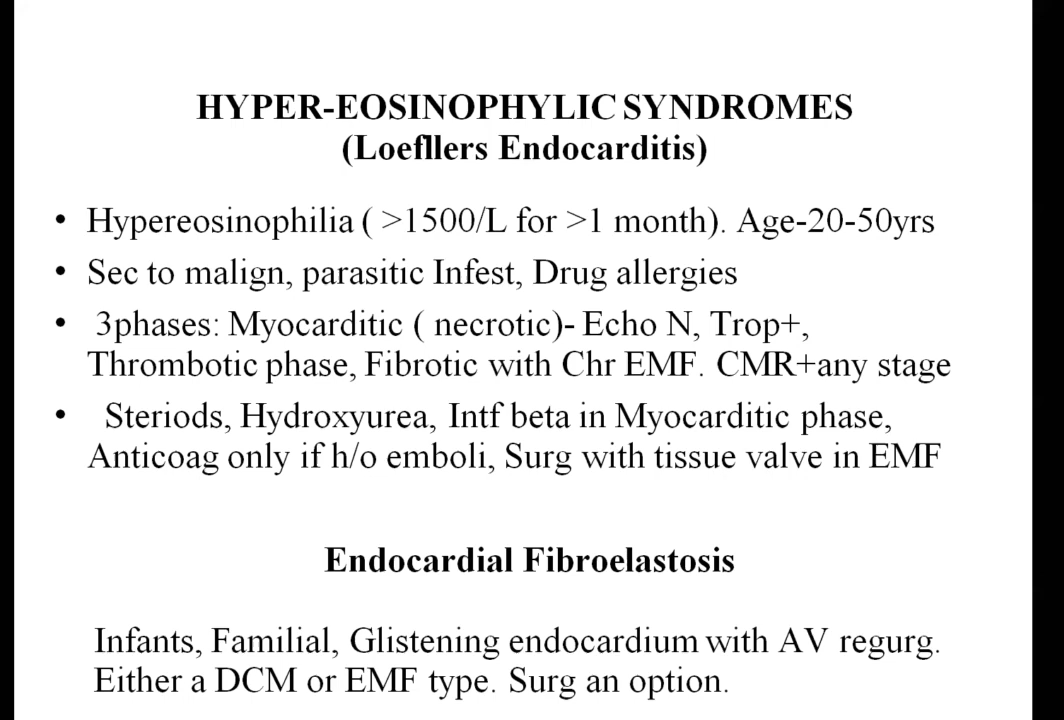 HYPER-EOSINOPHYLIC SYNDROMES
(Loefllers Endocarditis)
• Hypereosinophilia ( >1500/L for >1 month). Age-20-50yrs
• Sec to malign, parasitic Infest, Drug allergies
• 3phases: Myocarditic ( necrotic)- Echo N, Trop+,
Thrombotic phase, Fibrotic with Chr EMF. CMR+any stage
• Steriods, Hydroxyurea, Intf beta in Myocarditic phase,
Anticoag only if h/o emboli, Surg with tissue valve in EMF
Endocardial Fibroelastosis
Infants, Familial, Glistening endocardium with AV regurg.
Either a DCM or EMF type. Surg an option.